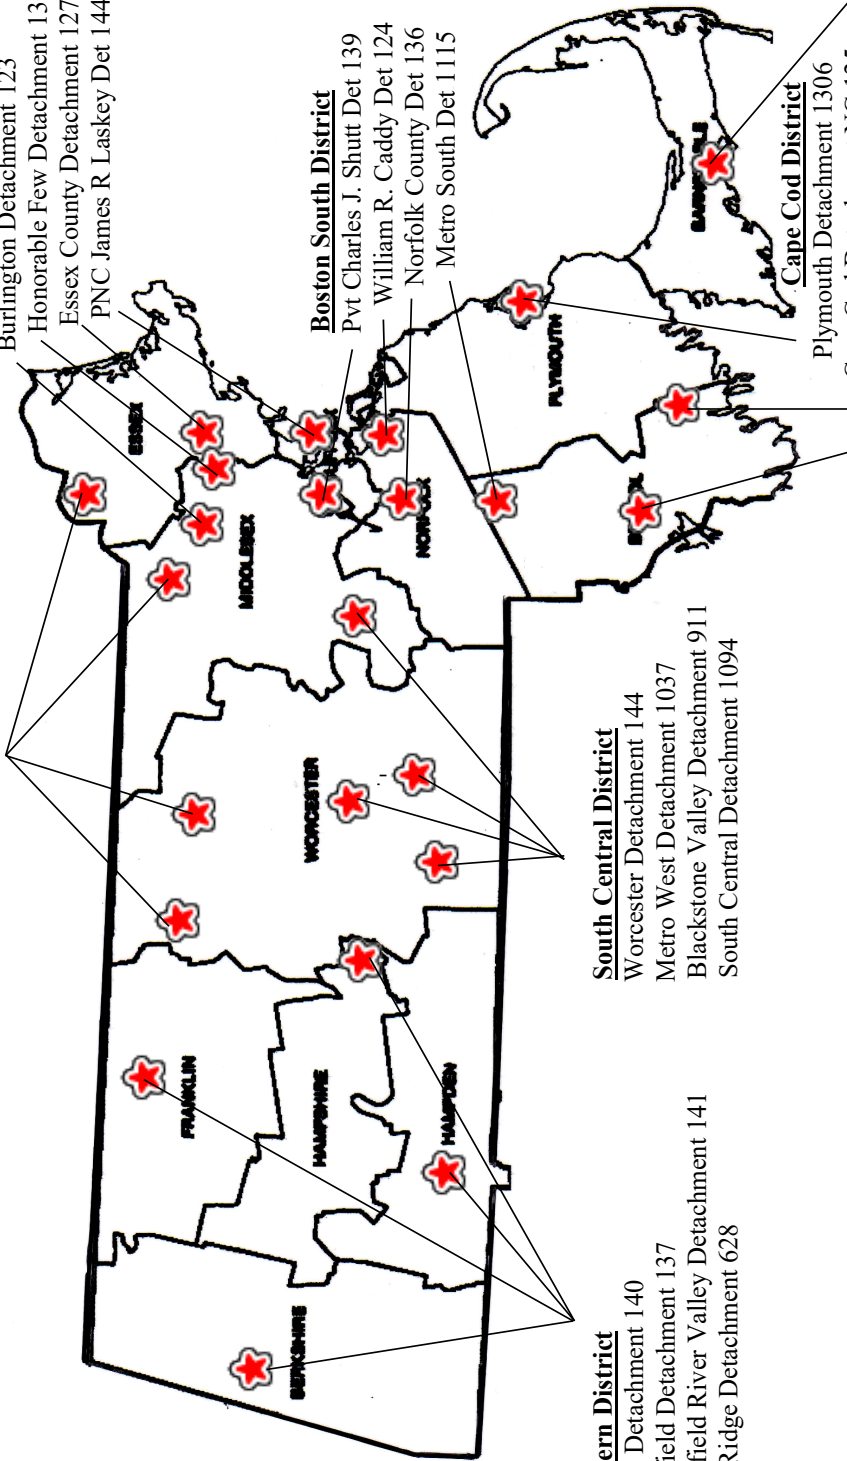 Burlington Detachment 123
Honorable Few Detachment 13
Essex County Detachment 127
PNC James R Laskey Det 144
Boston South District
Pvt Charles J. Shutt Det 139
William R. Caddy Det 124
Norfolk County Det 136
Metro South Det 1115
Cape Cod District
Plymouth Detachment 1306
South Central District
Worcester Detachment 144
Metro West Detachment 1037
Blackstone Valley Detachment 911
South Central Detachment 1094
ern District
Detachment 140
field Detachment 137
field River Valley Detachment 141
Ridge Detachment 628
ESSEX
MIDDLESEX
NORFOLK
PLYMOUTH
WORCESTER
FRANKLIN
HAMPSHIRE
HAMPDEN
BERKSHIRE